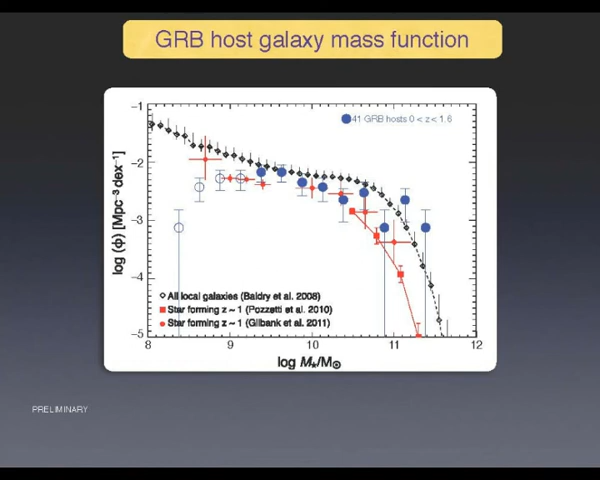 GRB host galaxy mass function
41 GRB hosts 0 < z < 1.6
-1
-2
-3
-4
-5
log (ϕ) [Mpc⁻³ dex⁻¹]
All local galaxies (Baldry et al. 2008)
Star forming z ~ 1 (Pozzetti et al. 2010)
Star forming z ~ 1 (Gilbank et al. 2011)
8 9 10 11 12
log M⋆/M⊙
PRELIMINARY